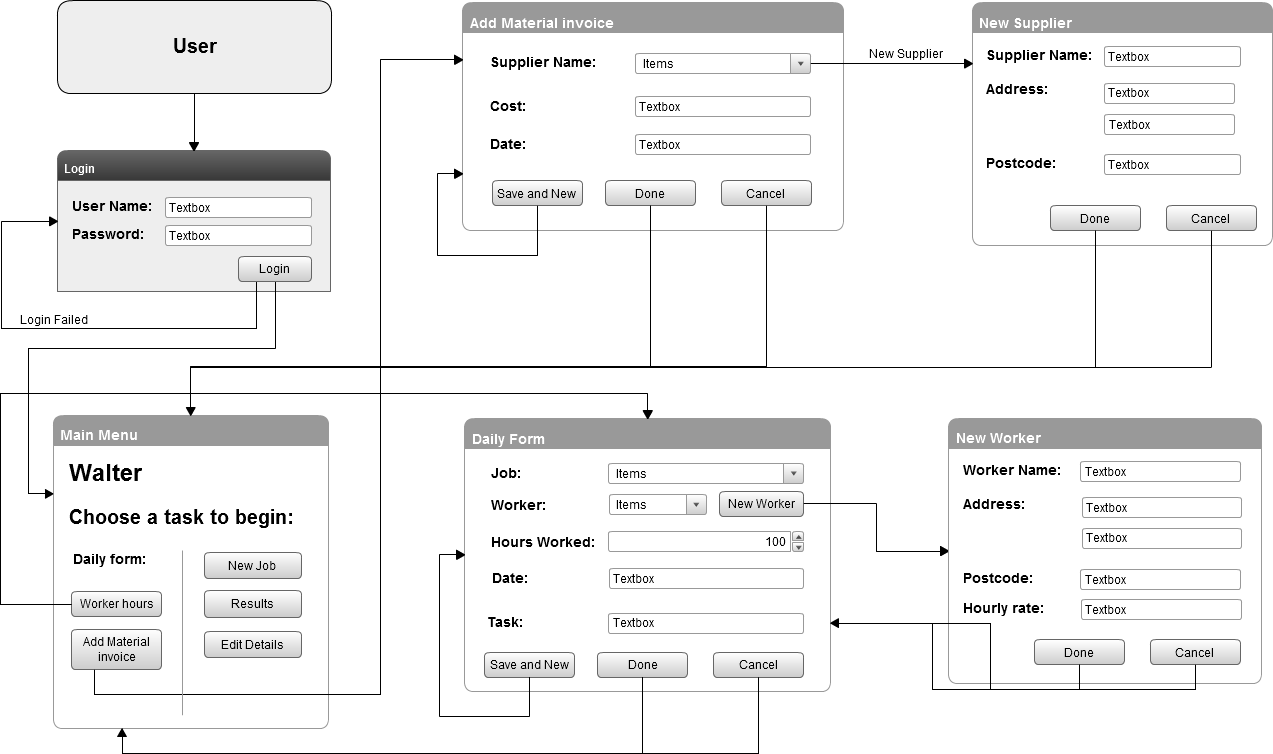 User
Login
User Name:
Textbox
Password:
Textbox
Login
Login Failed
Add Material invoice
Supplier Name:
Items
New Supplier
Cost:
Textbox
Date:
Textbox
Save and New
Done
Cancel
New Supplier
Supplier Name:
Textbox
Address:
Textbox
Textbox
Postcode:
Textbox
Done
Cancel
Main Menu
Walter
Choose a task to begin:
Daily form:
Worker hours
Add Material
invoice
New Job
Results
Edit Details
Daily Form
Job:
Items
Worker:
Items
New Worker
Hours Worked:
100
Date:
Textbox
Task:
Textbox
Save and New
Done
Cancel
New Worker
Worker Name:
Textbox
Address:
Textbox
Textbox
Postcode:
Textbox
Hourly rate:
Textbox
Done
Cancel